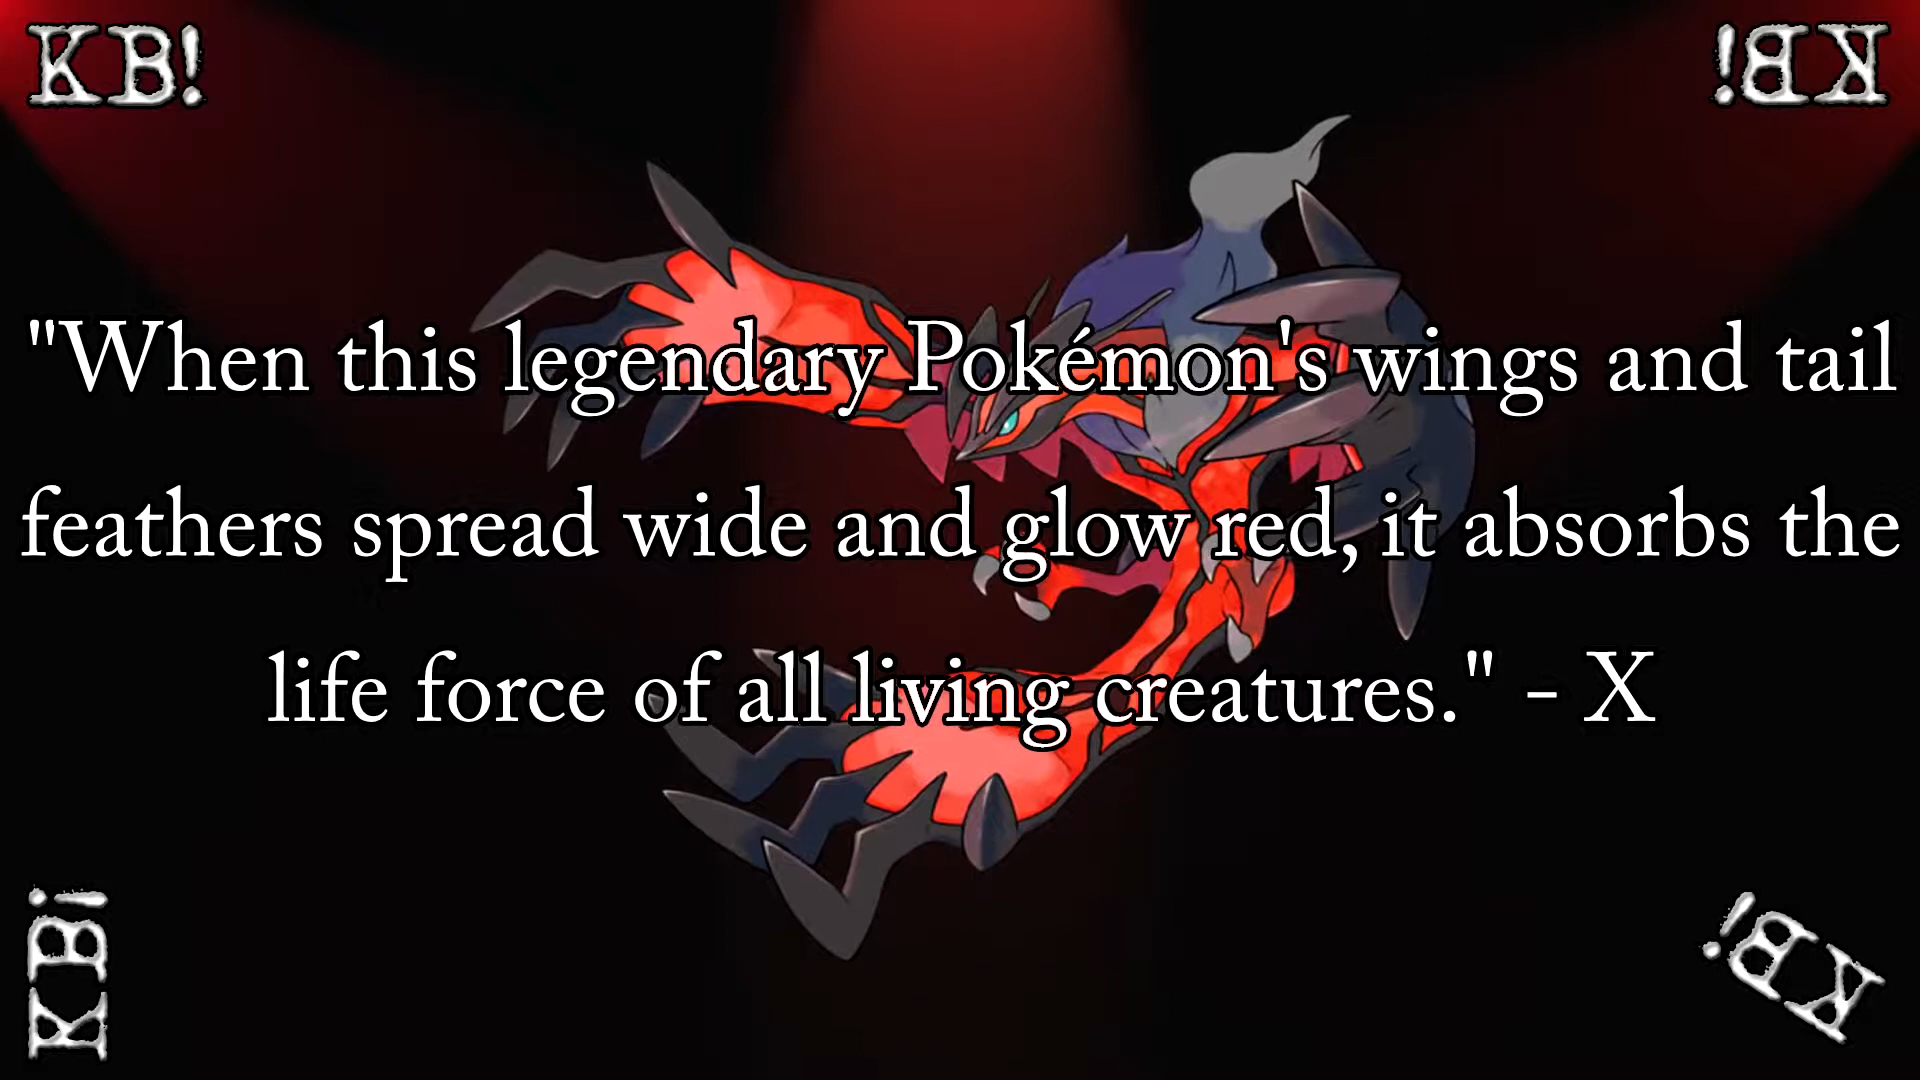 KB!
KB!
"When this legendary Pokémon's wings and tail
feathers spread wide and glow red, it absorbs the
life force of all living creatures." - X
KB!
KB!